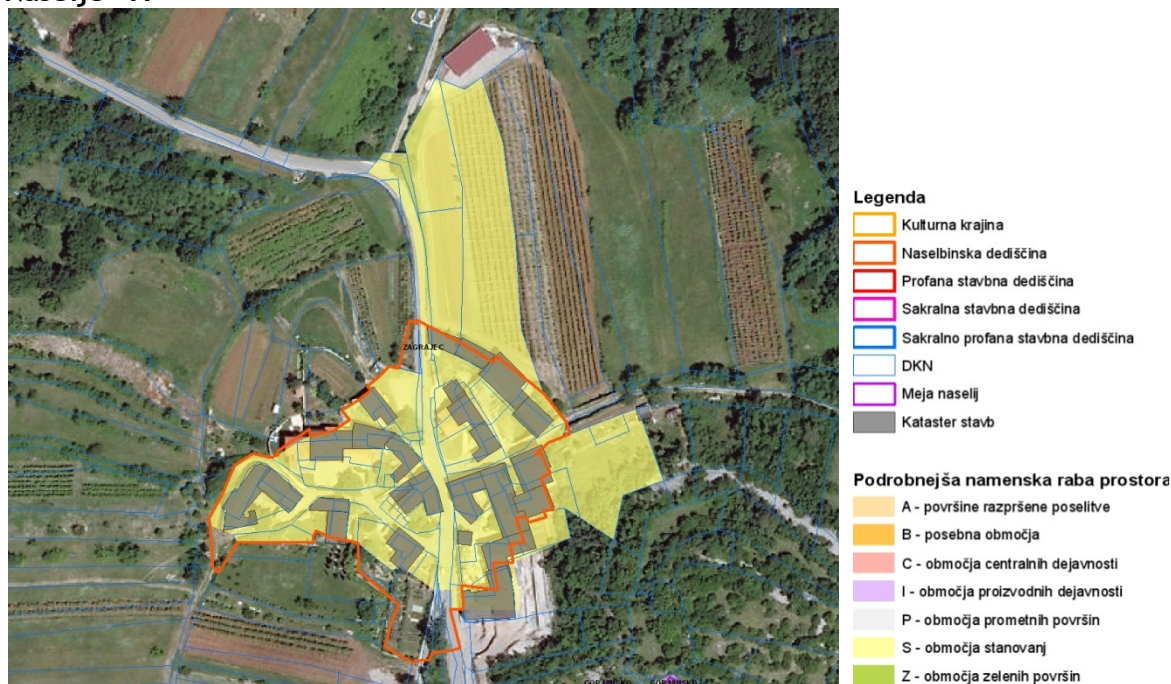 ZAGRAJEC
Legenda
Kulturna krajina
Naselbinska dediščina
Profana stavbna dediščina
Sakralna stavbna dediščina
Sakralno profana stavbna dediščina
DKN
Meja naselij
Kataster stavb
Podrobnejša namenska raba prostora
A - površine razpršene poselitve
B - posebna območja
C - območja centralnih dejavnosti
I - območja proizvodnih dejavnosti
P - območja prometnih površin
S - območja stanovanj
Z - območja zelenih površin